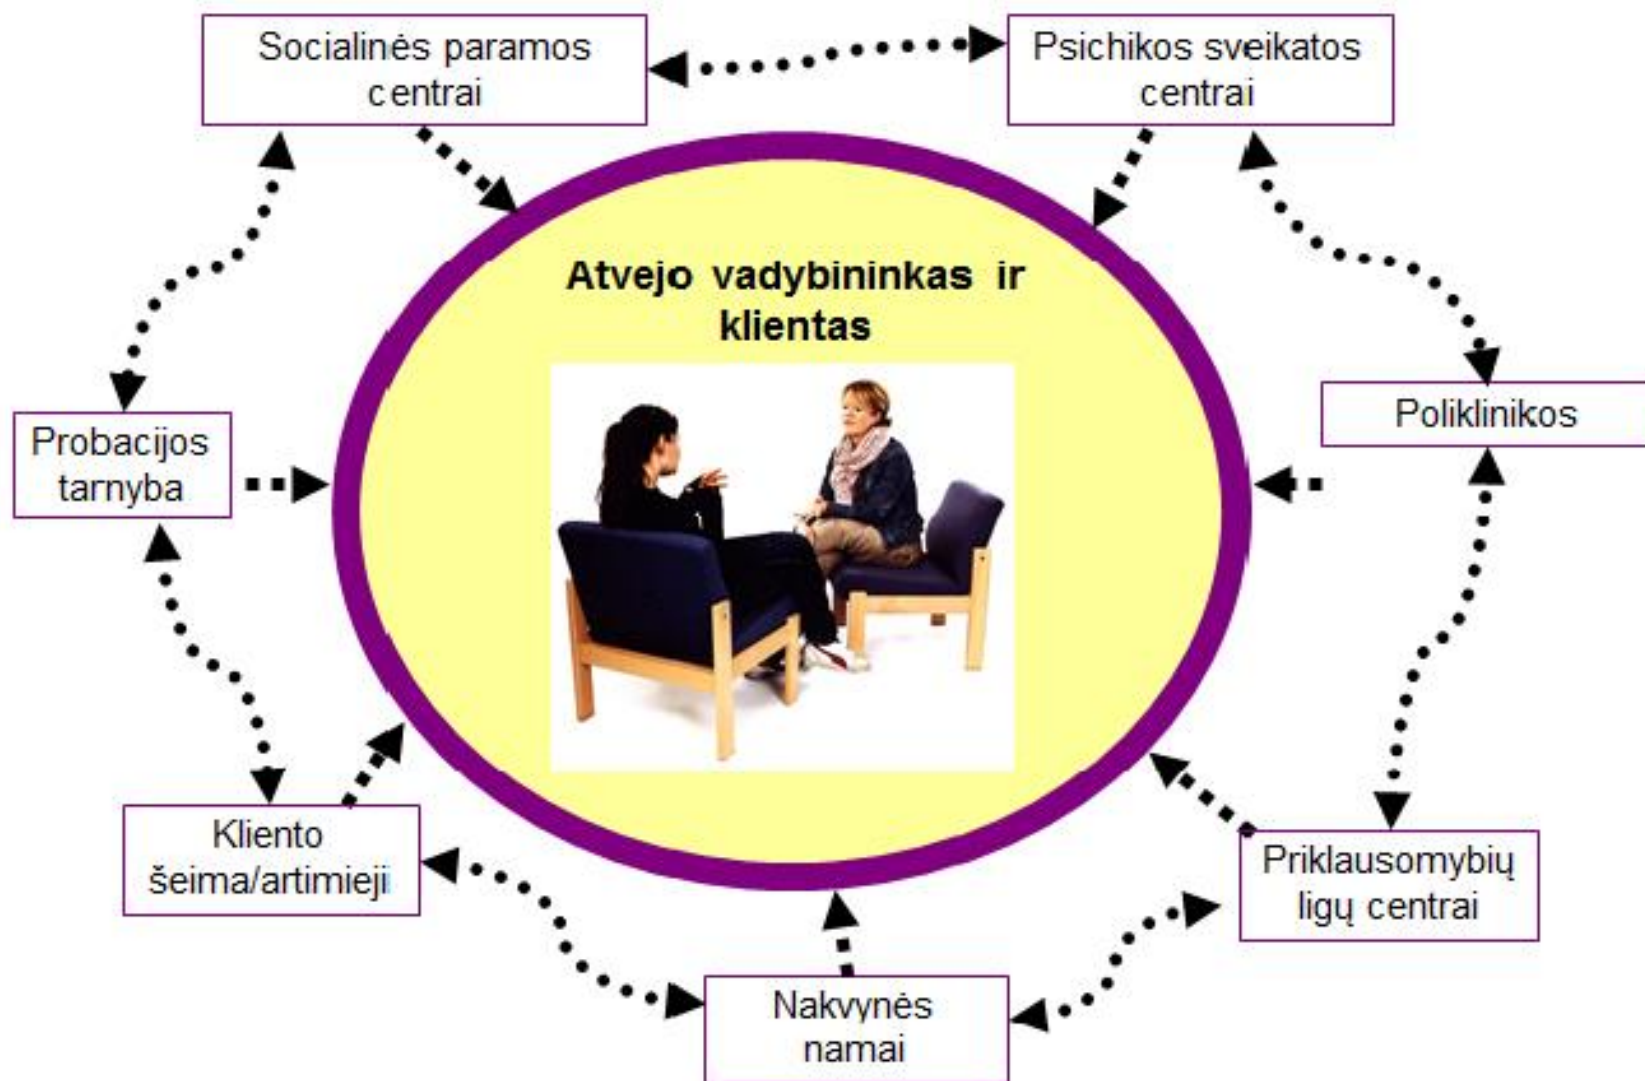 Socialinės paramos
centrai
Psichikos sveikatos
centrai
Atvejo vadybininkas ir
klientas
Probacijos
tarnyba
Poliklinikos
Kliento
šeima/artimieji
Priklausomybių
ligų centrai
Nakvynės
namai